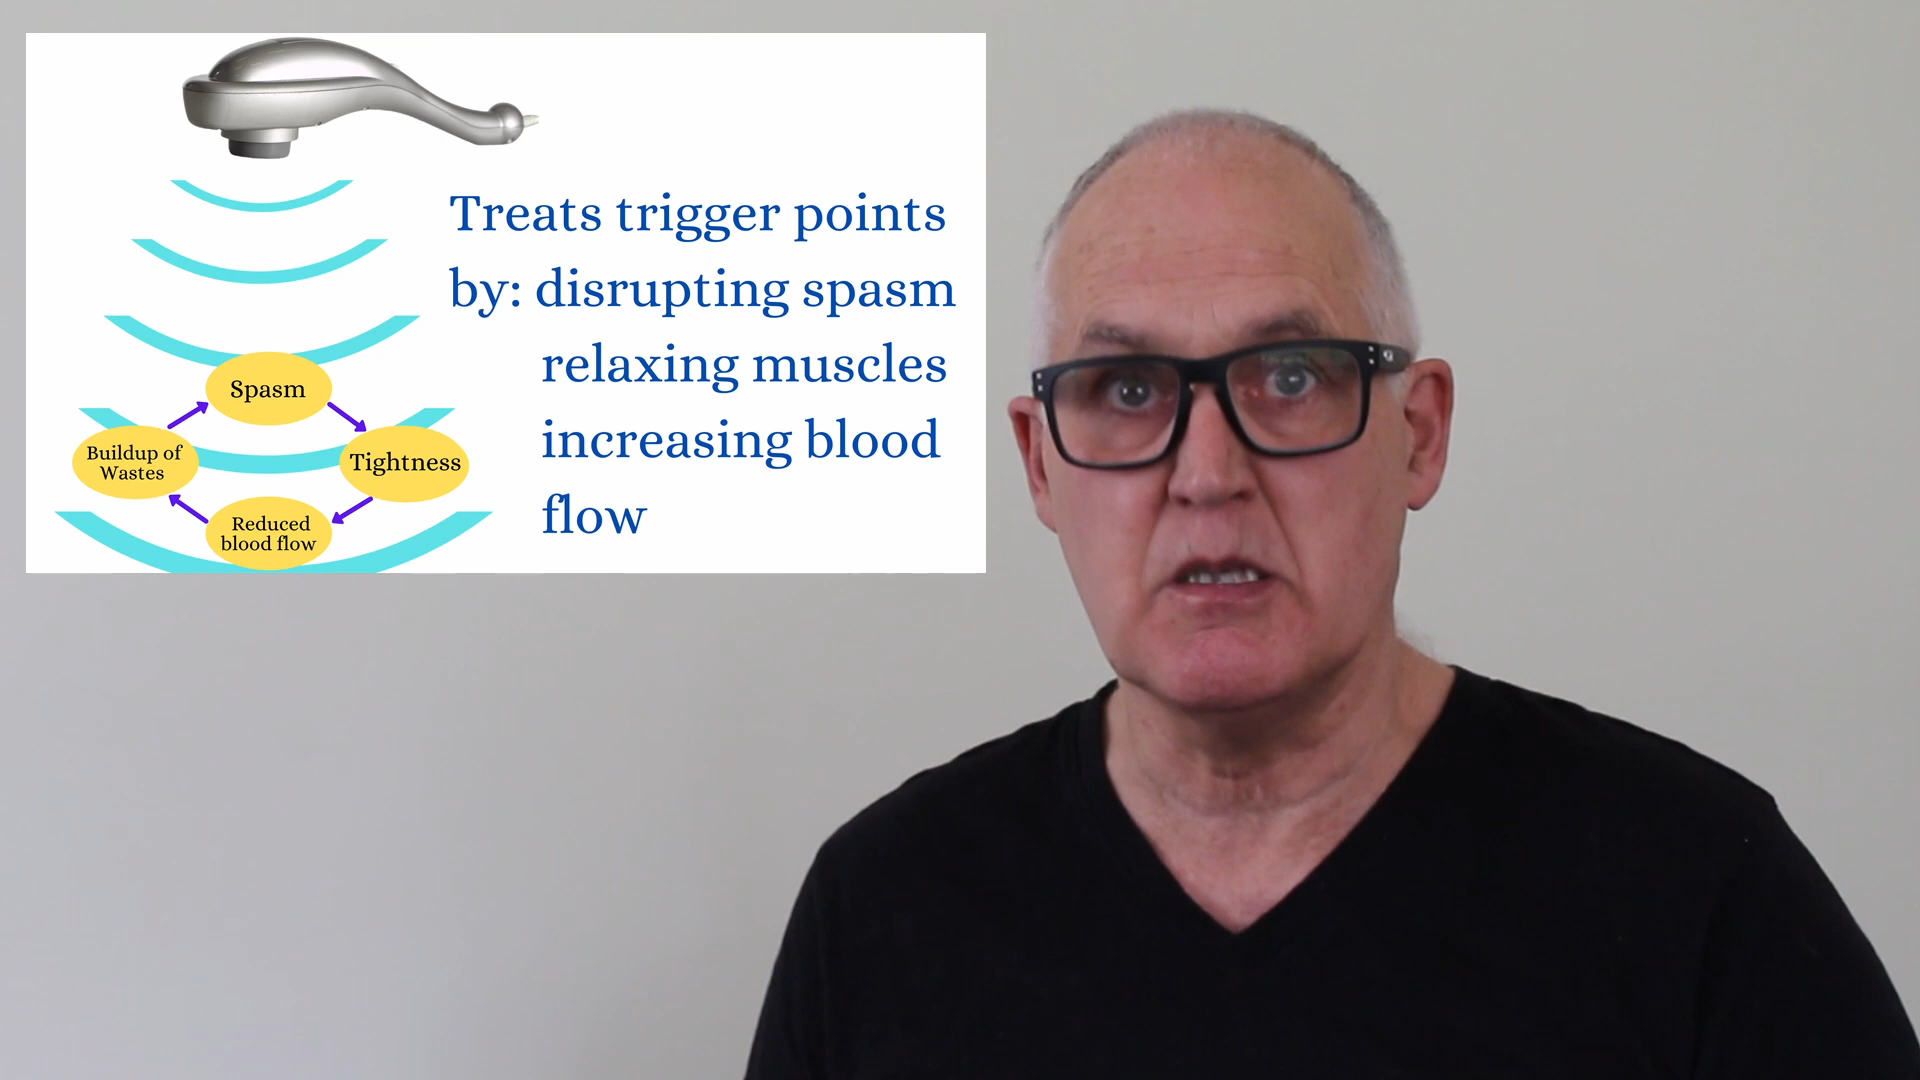 Treats trigger points
by: disrupting spasm
relaxing muscles
increasing blood
flow
Spasm
Buildup of
Wastes
Tightness
Reduced
blood flow